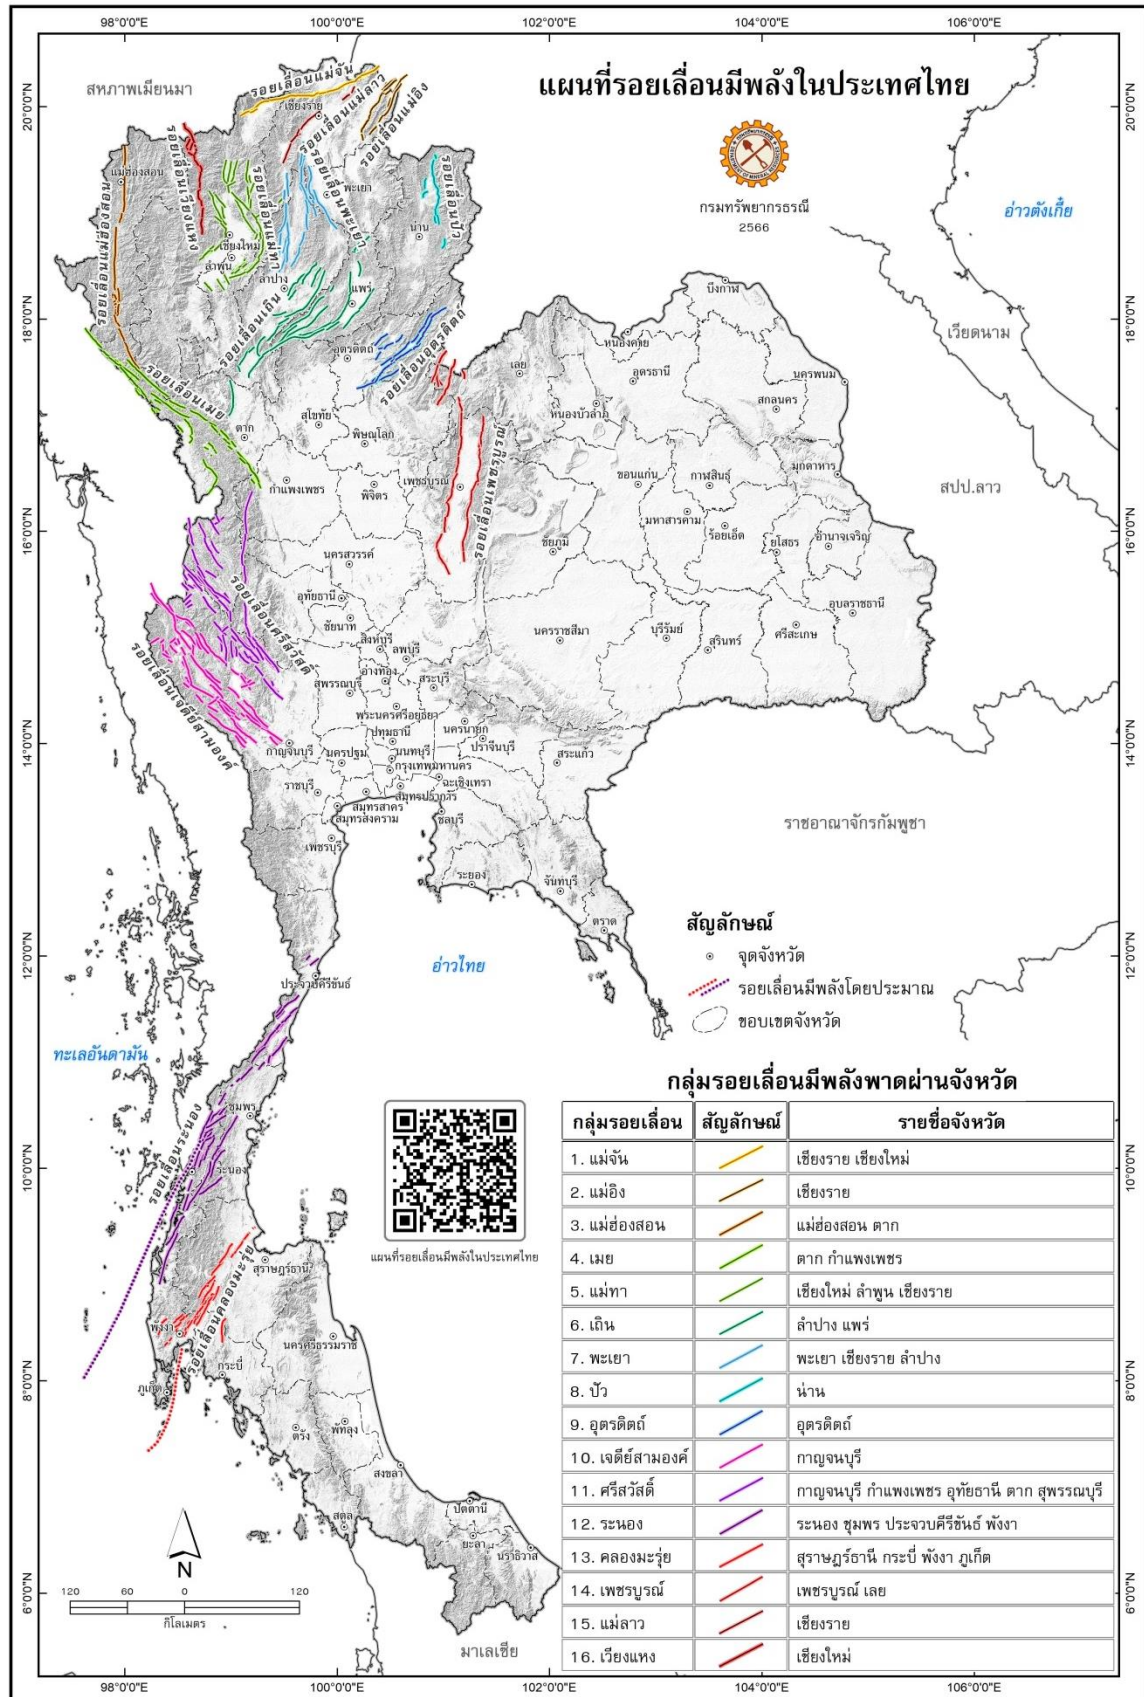 98°0'0"E 100°0'0"E 102°0'0"E 104°0'0"E 106°0'0"E
แผนที่รอยเลื่อนมีพลังในประเทศไทย
DEPARTMENT OF MINERAL RESOURCES
กรมทรัพยากรธรณี
2566
20°0'0"N
18°0'0"N
16°0'0"N
14°0'0"N
12°0'0"N
10°0'0"N
8°0'0"N
6°0'0"N
20°0'0"N
18°0'0"N
16°0'0"N
14°0'0"N
12°0'0"N
10°0'0"N
8°0'0"N
6°0'0"N
สหภาพเมียนมา
อ่าวตังเกี๋ย
เวียดนาม
สปป.ลาว
ราชอาณาจักรกัมพูชา
อ่าวไทย
ทะเลอันดามัน
มาเลเซีย
รอยเลื่อนแม่จัน
รอยเลื่อนแม่ลาว
รอยเลื่อนแม่อิง
รอยเลื่อนเวียงแหง
รอยเลื่อนแม่ฮ่องสอน
รอยเลื่อนแม่ทา
รอยเลื่อนพะเยา
รอยเลื่อนปัว
รอยเลื่อนเถิน
รอยเลื่อนอุตรดิตถ์
รอยเลื่อนเมย
รอยเลื่อนเพชรบูรณ์
รอยเลื่อนศรีสวัสดิ์
รอยเลื่อนเจดีย์สามองค์
รอยเลื่อนระนอง
รอยเลื่อนคลองมะรุ่ย
เชียงราย
แม่ฮ่องสอน
พะเยา
น่าน
เชียงใหม่
ลำพูน
ลำปาง
แพร่
บึงกาฬ
อุตรดิตถ์
เลย
หนองคาย
อุดรธานี
นครพนม
สกลนคร
หนองบัวลำภู
สุโขทัย
ตาก
พิษณุโลก
มุกดาหาร
กำแพงเพชร
พิจิตร
เพชรบูรณ์
ขอนแก่น
กาฬสินธุ์
มหาสารคาม
ร้อยเอ็ด
ยโสธร
อำนาจเจริญ
นครสวรรค์
ชัยภูมิ
อุทัยธานี
ชัยนาท
อุบลราชธานี
สิงห์บุรี
ลพบุรี
นครราชสีมา
บุรีรัมย์
สุรินทร์
ศรีสะเกษ
สุพรรณบุรี
อ่างทอง
สระบุรี
พระนครศรีอยุธยา
นครนายก
ปทุมธานี
ปราจีนบุรี
กาญจนบุรี
นครปฐม
นนทบุรี
สระแก้ว
กรุงเทพมหานคร
ฉะเชิงเทรา
ราชบุรี
สมุทรปราการ
สมุทรสาคร
ชลบุรี
สมุทรสงคราม
เพชรบุรี
ระยอง
จันทบุรี
ตราด
ประจวบคีรีขันธ์
ชุมพร
ระนอง
สุราษฎร์ธานี
พังงา
นครศรีธรรมราช
กระบี่
ภูเก็ต
ตรัง
พัทลุง
สงขลา
สตูล
ปัตตานี
ยะลา
นราธิวาส
สัญลักษณ์
จุดจังหวัด
รอยเลื่อนมีพลังโดยประมาณ
ขอบเขตจังหวัด
แผนที่รอยเลื่อนมีพลังในประเทศไทย
กลุ่มรอยเลื่อนมีพลังพาดผ่านจังหวัด
กลุ่มรอยเลื่อน สัญลักษณ์ รายชื่อจังหวัด
1. แม่จัน เชียงราย เชียงใหม่
2. แม่อิง เชียงราย
3. แม่ฮ่องสอน แม่ฮ่องสอน ตาก
4. เมย ตาก กำแพงเพชร
5. แม่ทา เชียงใหม่ ลำพูน เชียงราย
6. เถิน ลำปาง แพร่
7. พะเยา พะเยา เชียงราย ลำปาง
8. ปัว น่าน
9. อุตรดิตถ์ อุตรดิตถ์
10. เจดีย์สามองค์ กาญจนบุรี
11. ศรีสวัสดิ์ กาญจนบุรี กำแพงเพชร อุทัยธานี ตาก สุพรรณบุรี
12. ระนอง ระนอง ชุมพร ประจวบคีรีขันธ์ พังงา
13. คลองมะรุ่ย สุราษฎร์ธานี กระบี่ พังงา ภูเก็ต
14. เพชรบูรณ์ เพชรบูรณ์ เลย
15. แม่ลาว เชียงราย
16. เวียงแหง เชียงใหม่
N
120 60 0 120
กิโลเมตร
98°0'0"E 100°0'0"E 102°0'0"E 104°0'0"E 106°0'0"E